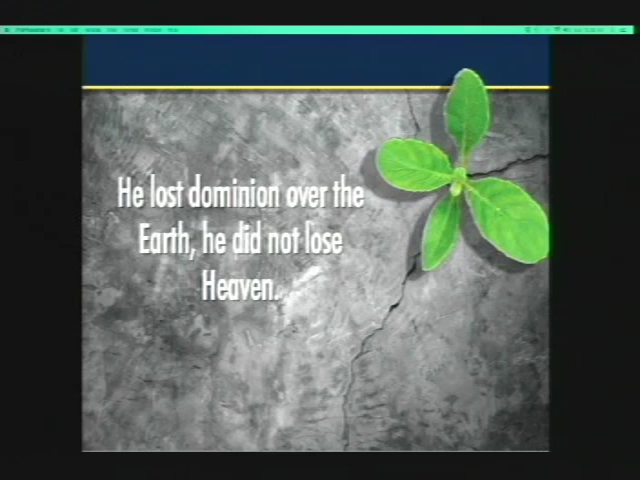 He lost dominion over the
Earth, he did not lose
Heaven.